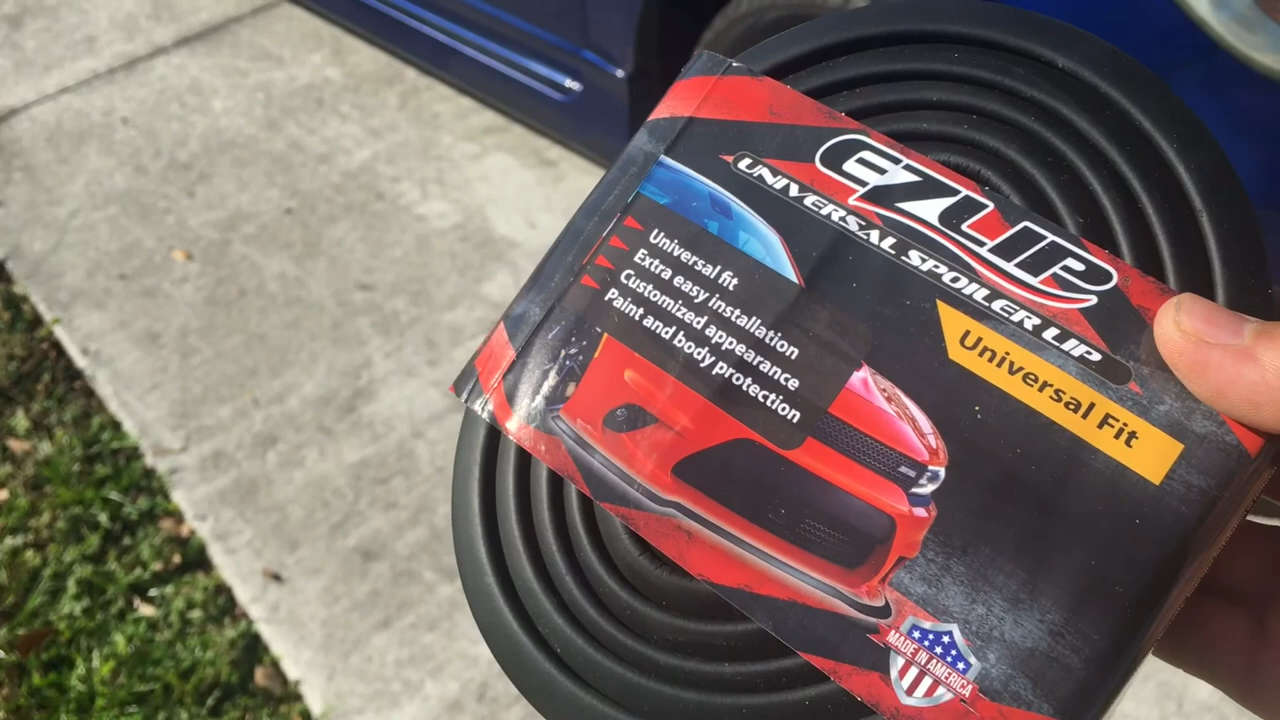 EZLIP
UNIVERSAL SPOILER LIP
Universal Fit
Universal fit
Extra easy installation
Customized appearance
Paint and body protection
MADE IN AMERICA